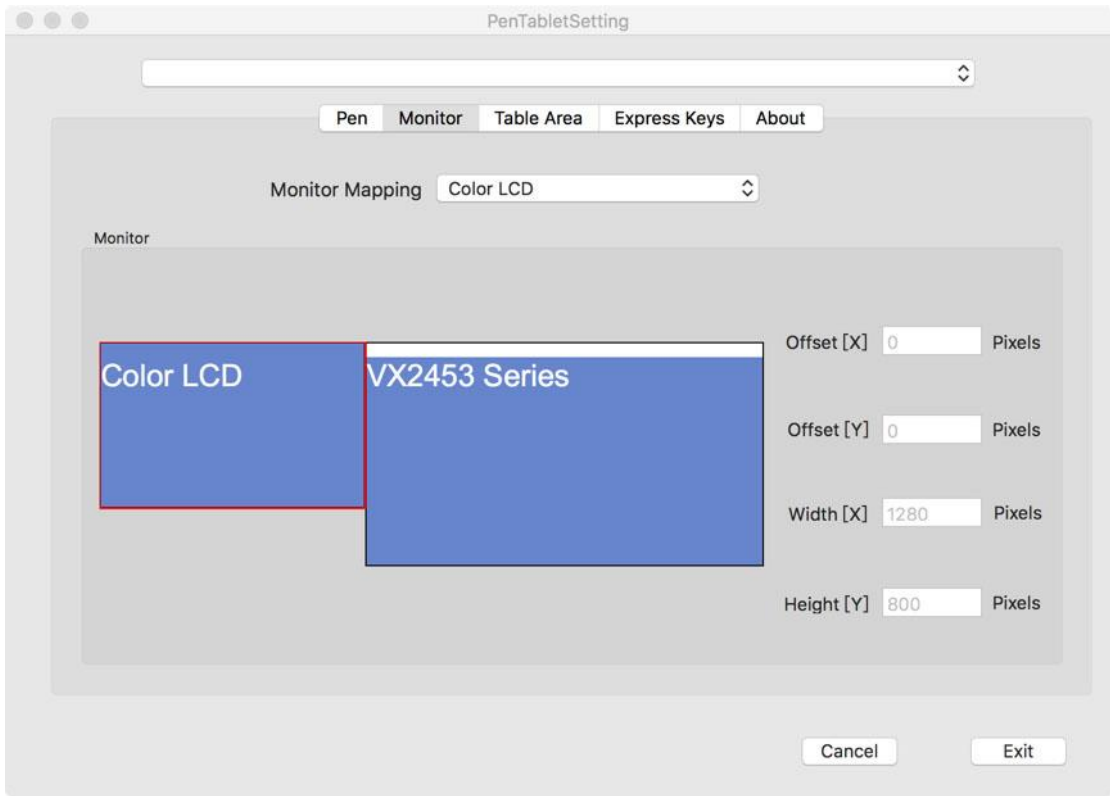 PenTabletSetting
Pen Monitor Table Area Express Keys About
Monitor Mapping Color LCD
Monitor
Color LCD
VX2453 Series
Offset [X] 0 Pixels
Offset [Y] 0 Pixels
Width [X] 1280 Pixels
Height [Y] 800 Pixels
Cancel Exit